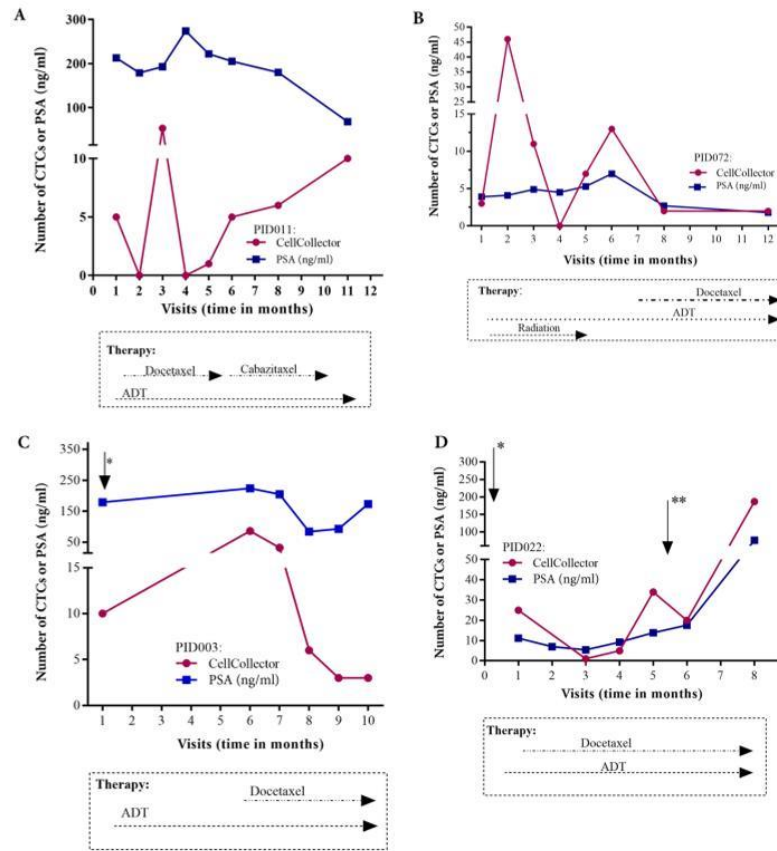 A
Number of CTCs or PSA (ng/ml)
300
200
100
10
5
0
PID011:
CellCollector
PSA (ng/ml)
0 1 2 3 4 5 6 7 8 9 10 11 12
Visits (time in months)
Therapy:
Docetaxel Cabazitaxel
ADT
B
Number of CTCs or PSA (ng/ml)
50
45
40
35
30
25
15
10
5
0
PID072:
CellCollector
PSA (ng/ml)
1 2 3 4 5 6 7 8 9 10 11 12
Visits (time in months)
Therapy:
Docetaxel
ADT
Radiation
C
*
Number of CTCs or PSA (ng/ml)
350
250
150
50
15
10
5
0
PID003:
CellCollector
PSA (ng/ml)
1 2 3 4 5 6 7 8 9 10
Visits (time in months)
Therapy:
Docetaxel
ADT
D
*
**
Number of CTCs or PSA (ng/ml)
300
250
200
150
100
50
50
40
30
20
10
0
PID022:
CellCollector
PSA (ng/ml)
0 1 2 3 4 5 6 7 8
Visits (time in months)
Therapy:
Docetaxel
ADT